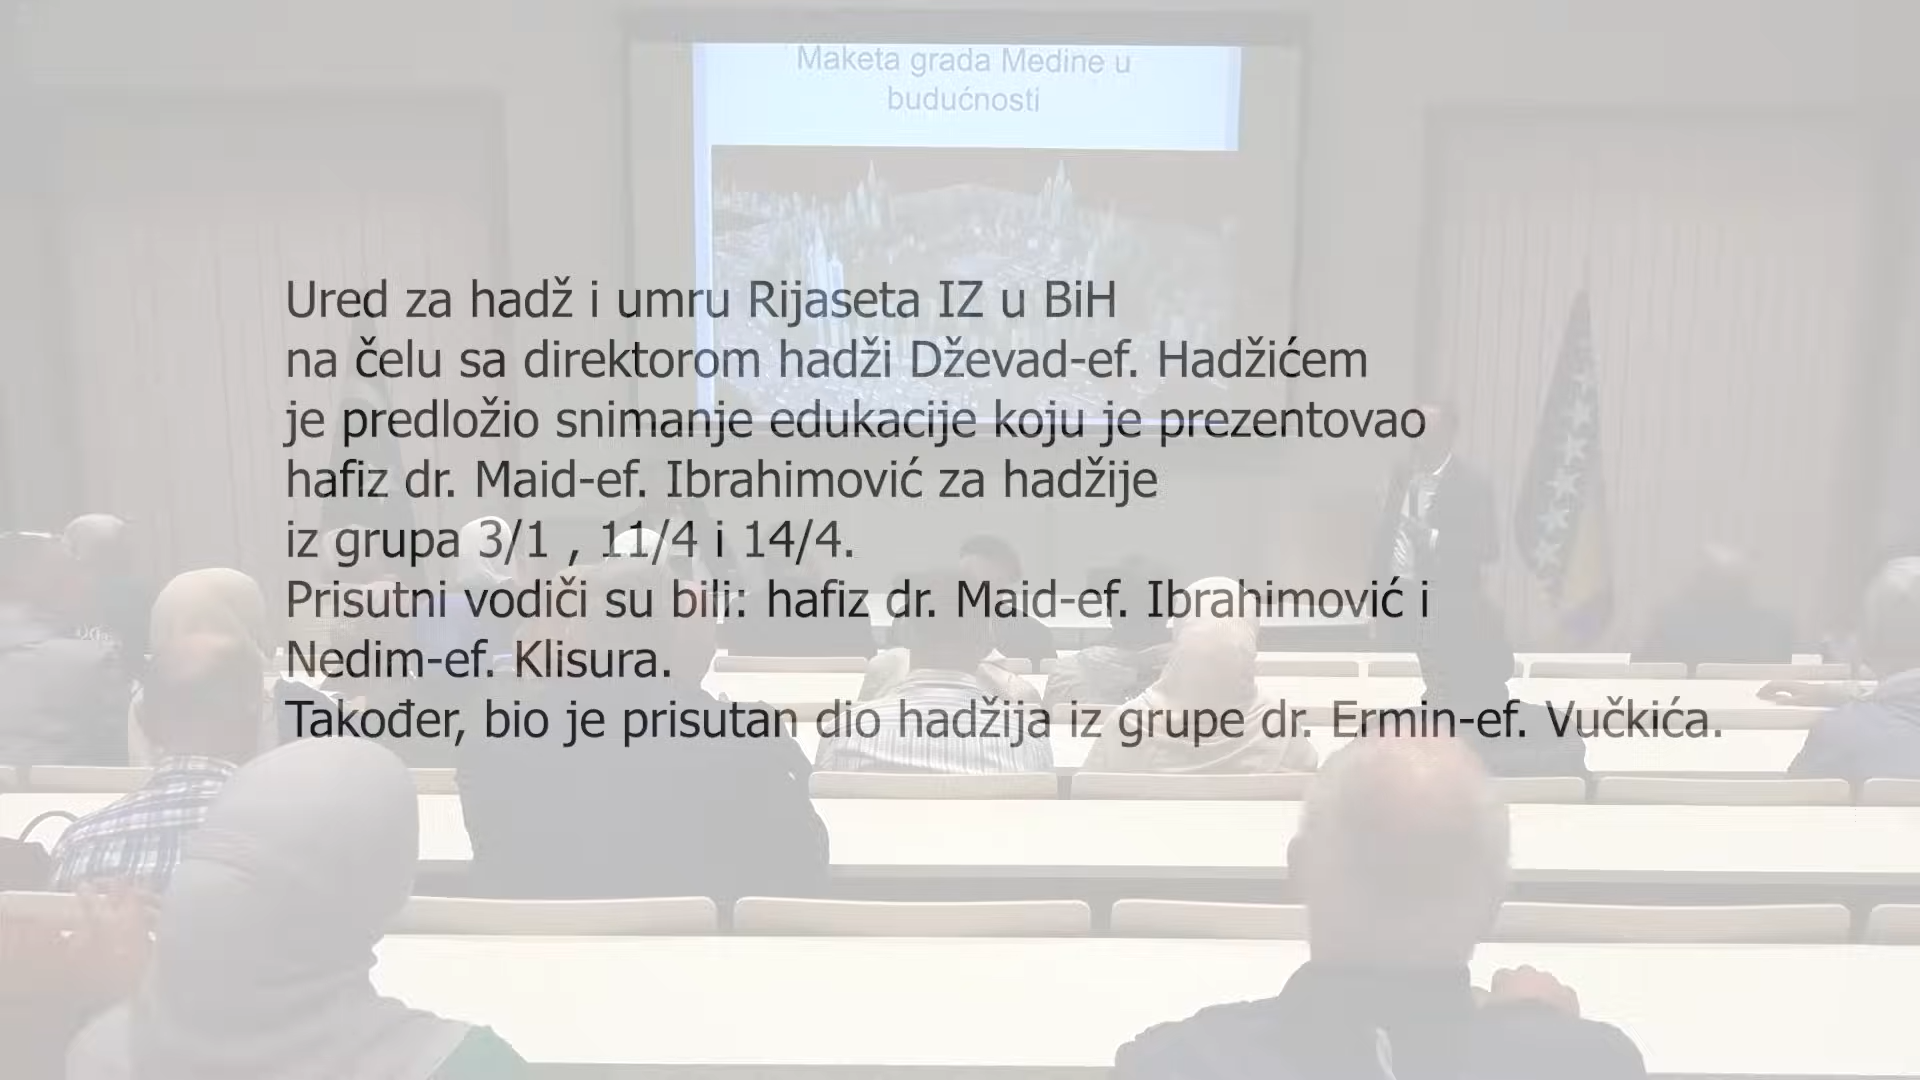 Maketa grada Medine u
budućnosti
Ured za hadž i umru Rijaseta IZ u BiH
na čelu sa direktorom hadži Dževad-ef. Hadžićem
je predložio snimanje edukacije koju je prezentovao
hafiz dr. Maid-ef. Ibrahimović za hadžije
iz grupa 3/1 , 11/4 i 14/4.
Prisutni vodiči su bili: hafiz dr. Maid-ef. Ibrahimović i
Nedim-ef. Klisura.
Također, bio je prisutan dio hadžija iz grupe dr. Ermin-ef. Vučkića.